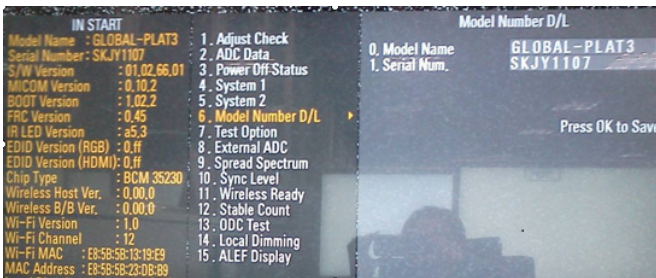 IN START
Model Name : GLOBAL-PLAT3
Serial Number : SKJY1107
S/W Version : 01.02.66.01
MICOM Version : 0.10.2
BOOT Version : 1.02.2
FRC Version : 0.45
IR LED Version : a5.3
EDID Version (RGB) : 0.ff
EDID Version (HDMI): 0.ff
Chip Type : BCM 35230
Wireless Host Ver. : 0.00.0
Wireless B/B Ver. : 0.00.0
Wi-Fi Version : 1.0
Wi-Fi Channel : 12
Wi-Fi MAC : E8:5B:5B:13:19:E9
MAC Address : E8:5B:5B:23:DB:B9
1. Adjust Check
2. ADC Data
3. Power Off Status
4. System 1
5. System 2
6. Model Number D/L
7. Test Option
8. External ADC
9. Spread Spectrum
10. Sync Level
11. Wireless Ready
12. Stable Count
13. ODC Test
14. Local Dimming
15. ALEF Display
Model Number D/L
0. Model Name GLOBAL-PLAT3
1. Serial Num. SKJY1107
Press OK to Save